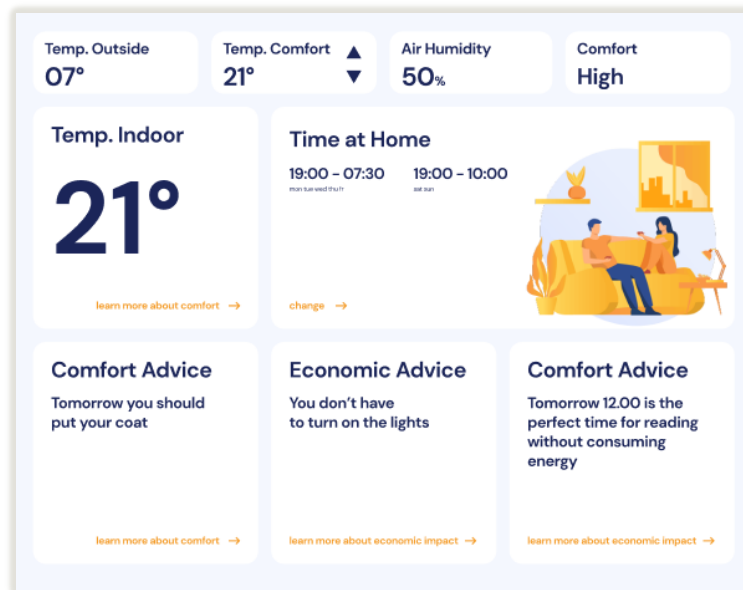 Temp. Outside
07°
Temp. Comfort
21°
Air Humidity
50%
Comfort
High
Temp. Indoor
21°
learn more about comfort →
Time at Home
19:00 - 07:30
mon tue wed thu fr
19:00 - 10:00
sat sun
change →
Comfort Advice
Tomorrow you should
put your coat
learn more about comfort →
Economic Advice
You don't have
to turn on the lights
learn more about economic impact →
Comfort Advice
Tomorrow 12.00 is the
perfect time for reading
without consuming
energy
learn more about economic impact →